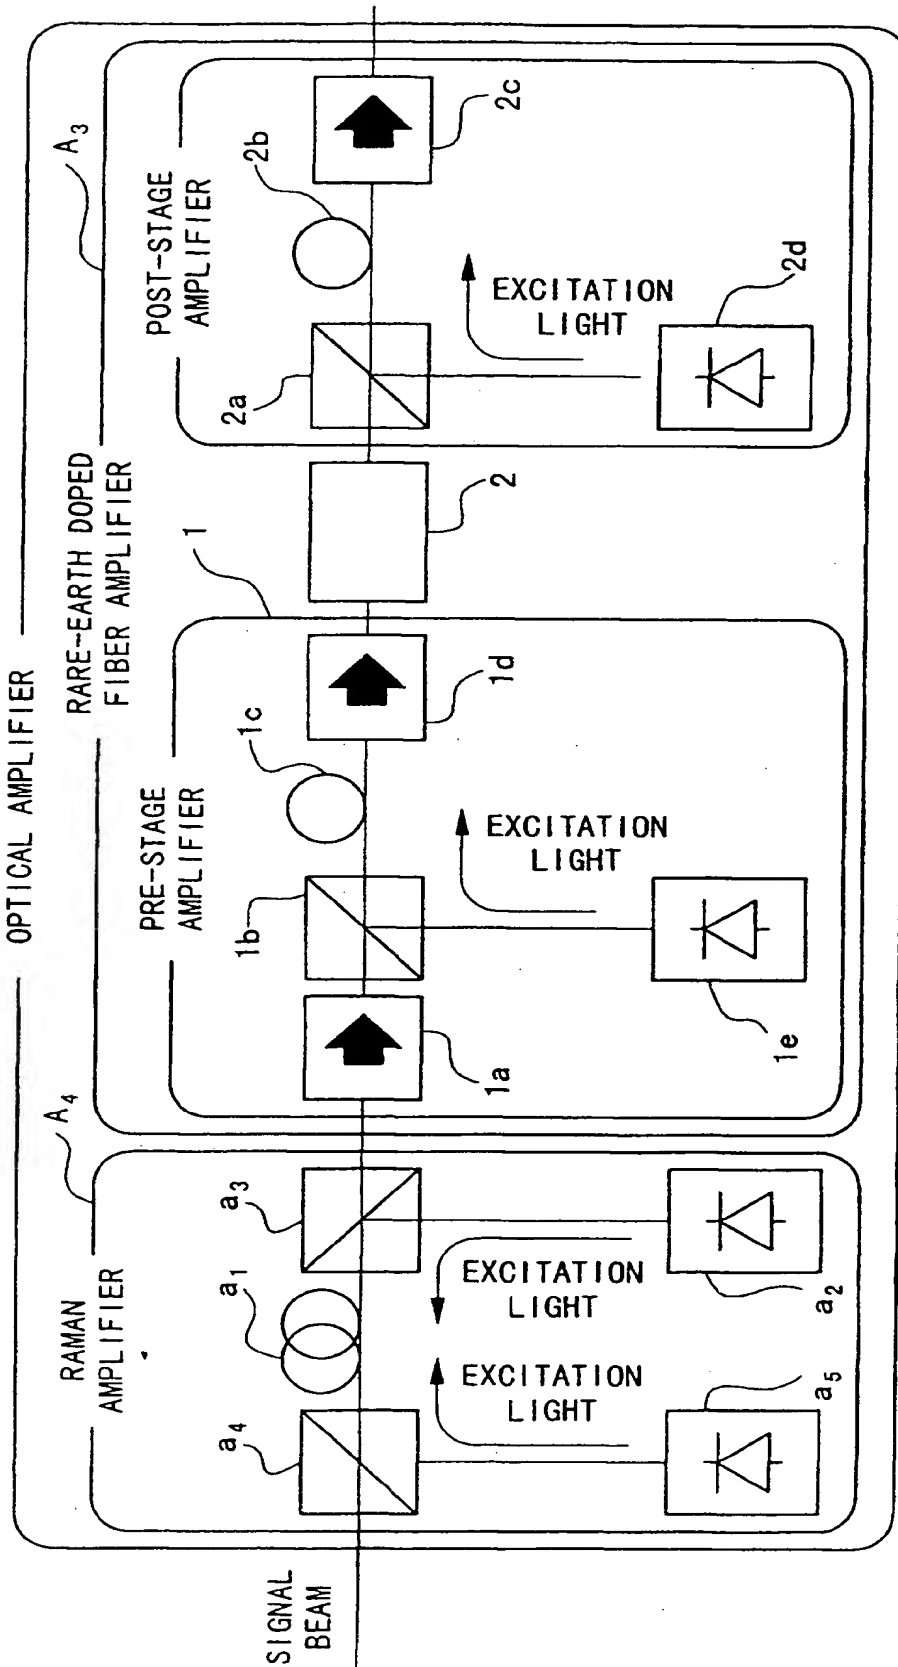 OPTICAL AMPLIFIER
RAMAN
AMPLIFIER
A4
RARE-EARTH DOPED
FIBER AMPLIFIER
A3
PRE-STAGE
AMPLIFIER
1
POST-STAGE
AMPLIFIER
SIGNAL
BEAM
a4
a1
a3
1a
1b
1c
1d
2
2a
2b
2c
EXCITATION
LIGHT
EXCITATION
LIGHT
EXCITATION
LIGHT
EXCITATION
LIGHT
a5
a2
1e
2d